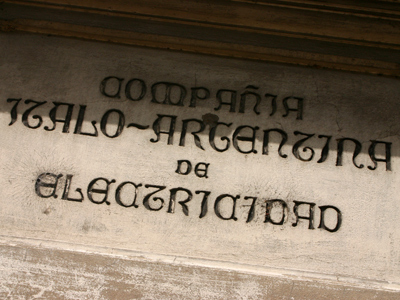 COMPAÑIA
ITALO-ARGENTINA
DE
ELECTRICIDAD